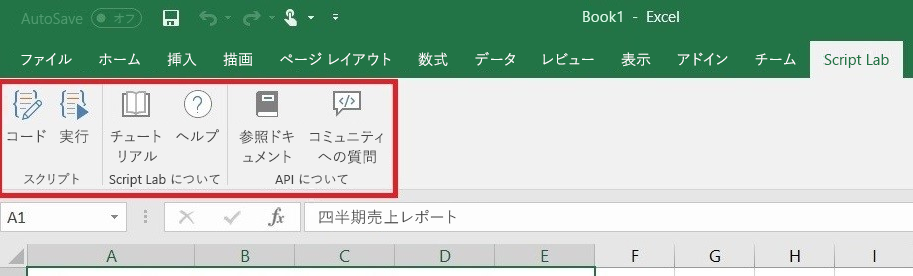 AutoSave オフ Book1 - Excel
ファイル ホーム 挿入 描画 ページ レイアウト 数式 データ レビュー 表示 アドイン チーム Script Lab
コード 実行 チュート ヘルプ 参照ドキ コミュニティ
リアル ュメント への質問
スクリプト Script Lab について API について
A1 fx 四半期売上レポート
A B C D E F G H I